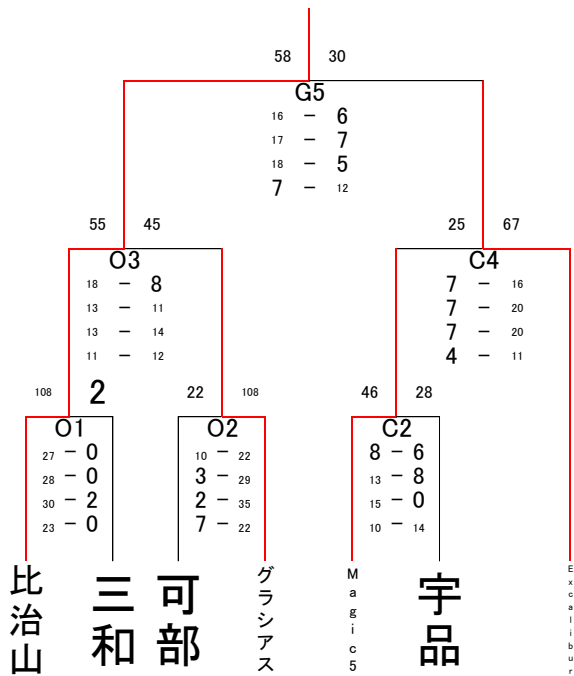 58 30
G5
16 － 6
17 － 7
18 － 5
7 － 12
55 45
25 67
O3
18 － 8
13 － 11
13 － 14
11 － 12
C4
7 － 16
7 － 20
7 － 20
4 － 11
108 2
22 108
46 28
O1
27 － 0
28 － 0
30 － 2
23 － 0
O2
10 － 22
3 － 29
2 － 35
7 － 22
C2
8 － 6
13 － 8
15 － 0
10 － 14
比治山
三和
可部
グラシアス
Magic5
宇品
Excalibur